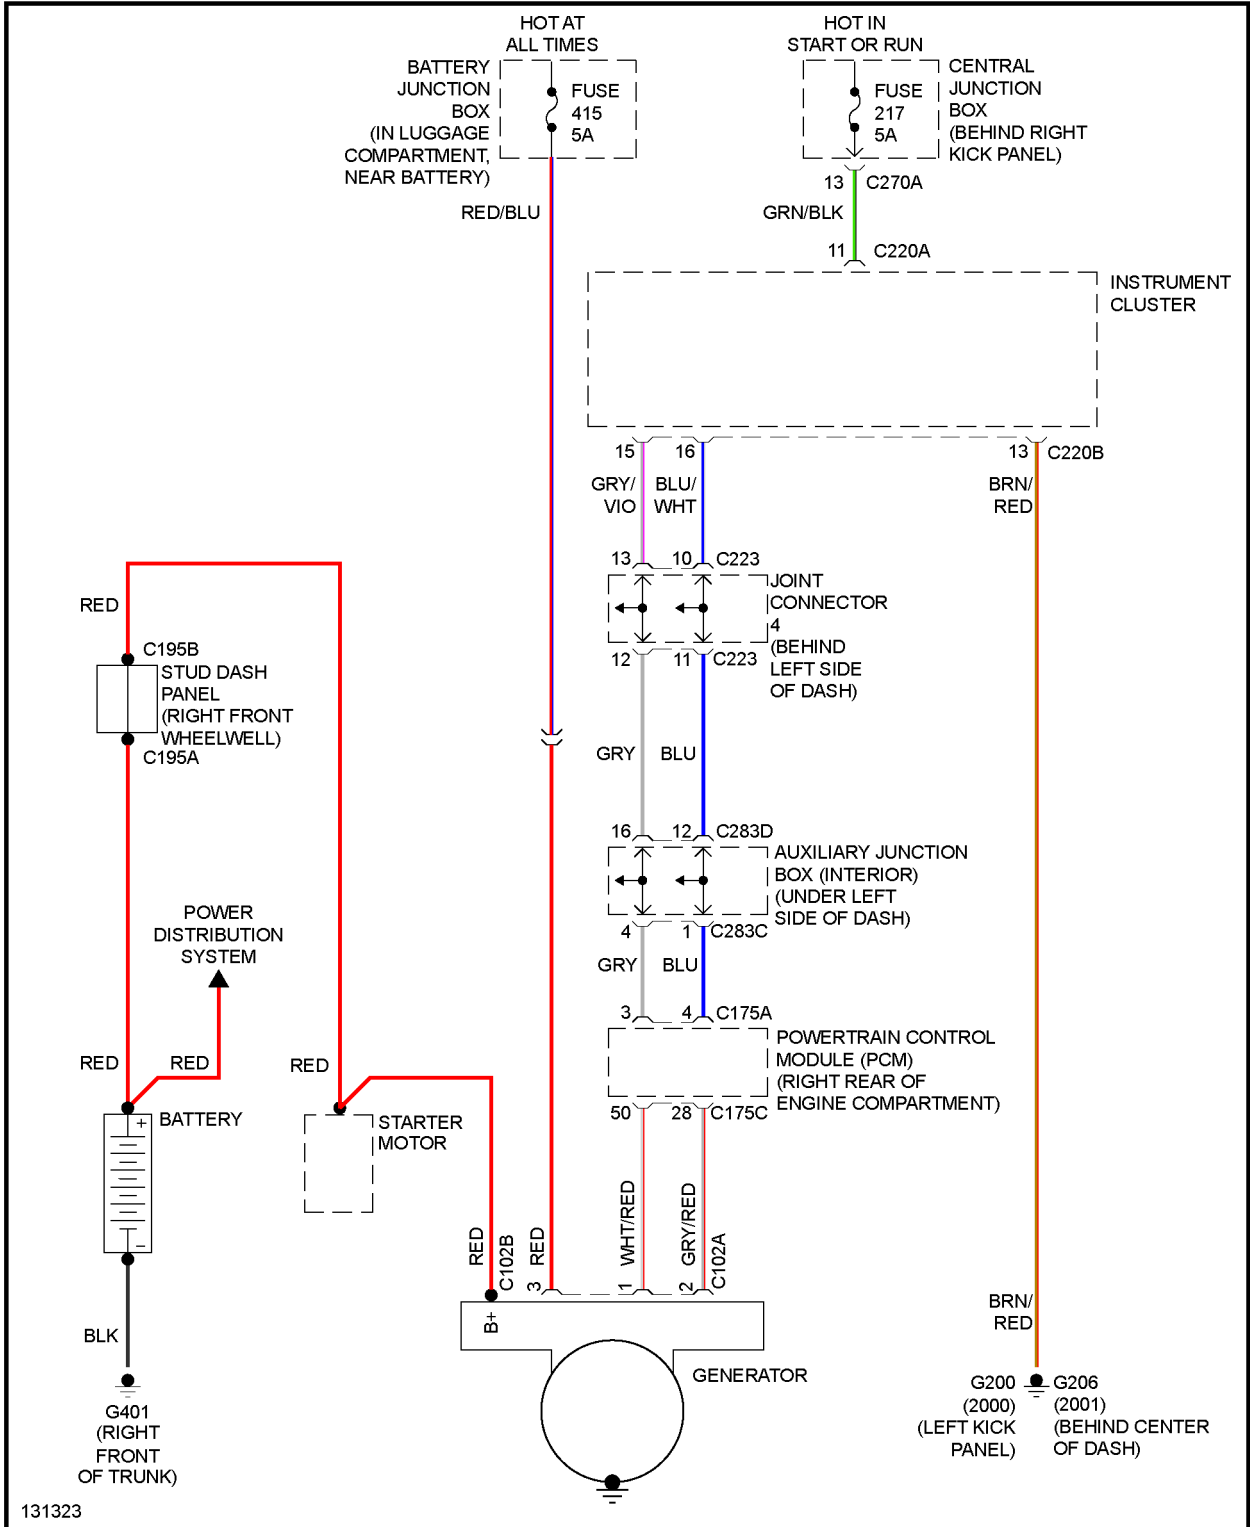 HOT AT
ALL TIMES
HOT IN
START OR RUN
BATTERY
JUNCTION
BOX
(IN LUGGAGE
COMPARTMENT,
NEAR BATTERY)
FUSE
415
5A
FUSE
217
5A
CENTRAL
JUNCTION
BOX
(BEHIND RIGHT
KICK PANEL)
13 C270A
RED/BLU
GRN/BLK
11 C220A
INSTRUMENT
CLUSTER
15 16 13 C220B
GRY/
VIO
BLU/
WHT
BRN/
RED
13 10 C223
JOINT
CONNECTOR
4
(BEHIND
LEFT SIDE
OF DASH)
12 11 C223
RED
C195B
STUD DASH
PANEL
(RIGHT FRONT
WHEELWELL)
C195A
GRY BLU
16 12 C283D
AUXILIARY JUNCTION
BOX (INTERIOR)
(UNDER LEFT
SIDE OF DASH)
4 1 C283C
POWER
DISTRIBUTION
SYSTEM
GRY BLU
3 4 C175A
POWERTRAIN CONTROL
MODULE (PCM)
(RIGHT REAR OF
ENGINE COMPARTMENT)
50 28 C175C
RED RED RED
BATTERY
+
−
STARTER
MOTOR
RED
C102B
RED
3
WHT/RED
1
GRY/RED
2
C102A
B+
GENERATOR
BLK
G401
(RIGHT
FRONT
OF TRUNK)
BRN/
RED
G200
(2000)
(LEFT KICK
PANEL)
G206
(2001)
(BEHIND CENTER
OF DASH)
131323